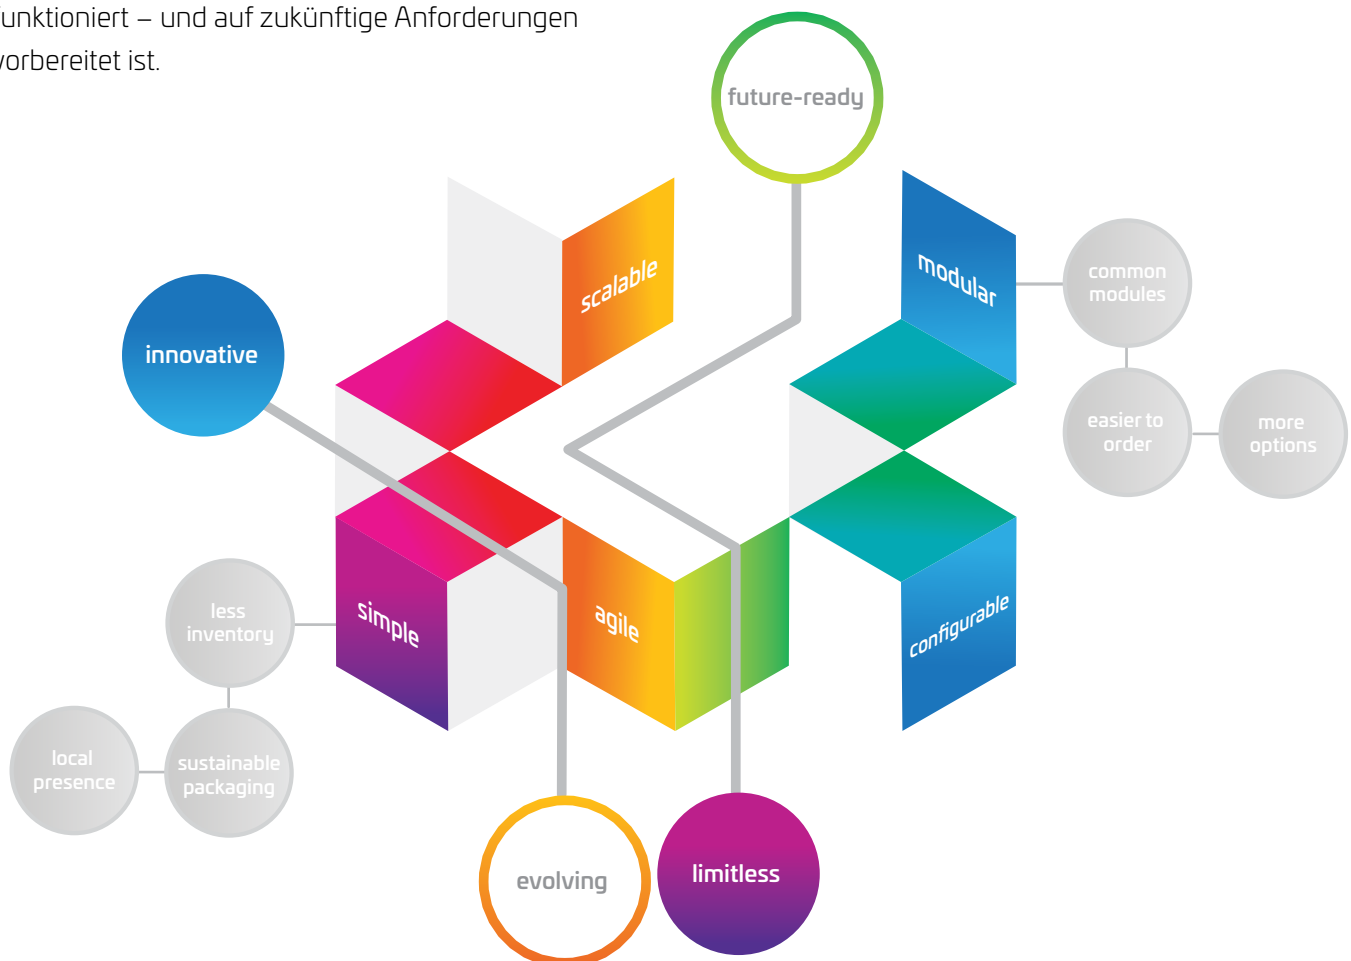 funktioniert – und auf zukünftige Anforderungen
vorbereitet ist.
future-ready
scalable
modular
common
modules
innovative
easier to
order
more
options
simple
agile
configurable
less
inventory
local
presence
sustainable
packaging
evolving
limitless